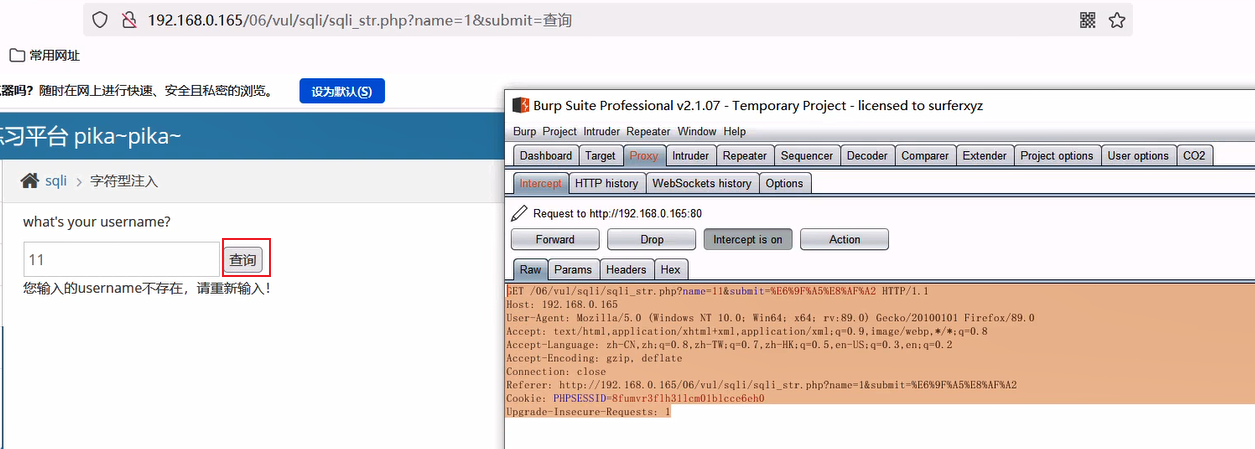 192.168.0.165/06/vul/sqli/sqli_str.php?name=1&submit=查询
常用网址
器吗？随时在网上进行快速、安全且私密的浏览。 设为默认(S)
练习平台 pika~pika~
sqli > 字符型注入
what's your username?
11 查询
您输入的username不存在，请重新输入！
Burp Suite Professional v2.1.07 - Temporary Project - licensed to surferxyz
Burp Project Intruder Repeater Window Help
Dashboard Target Proxy Intruder Repeater Sequencer Decoder Comparer Extender Project options User options CO2
Intercept HTTP history WebSockets history Options
Request to http://192.168.0.165:80
Forward Drop Intercept is on Action
Raw Params Headers Hex
GET /06/vul/sqli/sqli_str.php?name=11&submit=%E6%9F%A5%E8%AF%A2 HTTP/1.1
Host: 192.168.0.165
User-Agent: Mozilla/5.0 (Windows NT 10.0; Win64; x64; rv:89.0) Gecko/20100101 Firefox/89.0
Accept: text/html,application/xhtml+xml,application/xml;q=0.9,image/webp,*/*;q=0.8
Accept-Language: zh-CN,zh;q=0.8,zh-TW;q=0.7,zh-HK;q=0.5,en-US;q=0.3,en;q=0.2
Accept-Encoding: gzip, deflate
Connection: close
Referer: http://192.168.0.165/06/vul/sqli/sqli_str.php?name=1&submit=%E6%9F%A5%E8%AF%A2
Cookie: PHPSESSID=8fumvr3flh31lcm01blcce6eh0
Upgrade-Insecure-Requests: 1